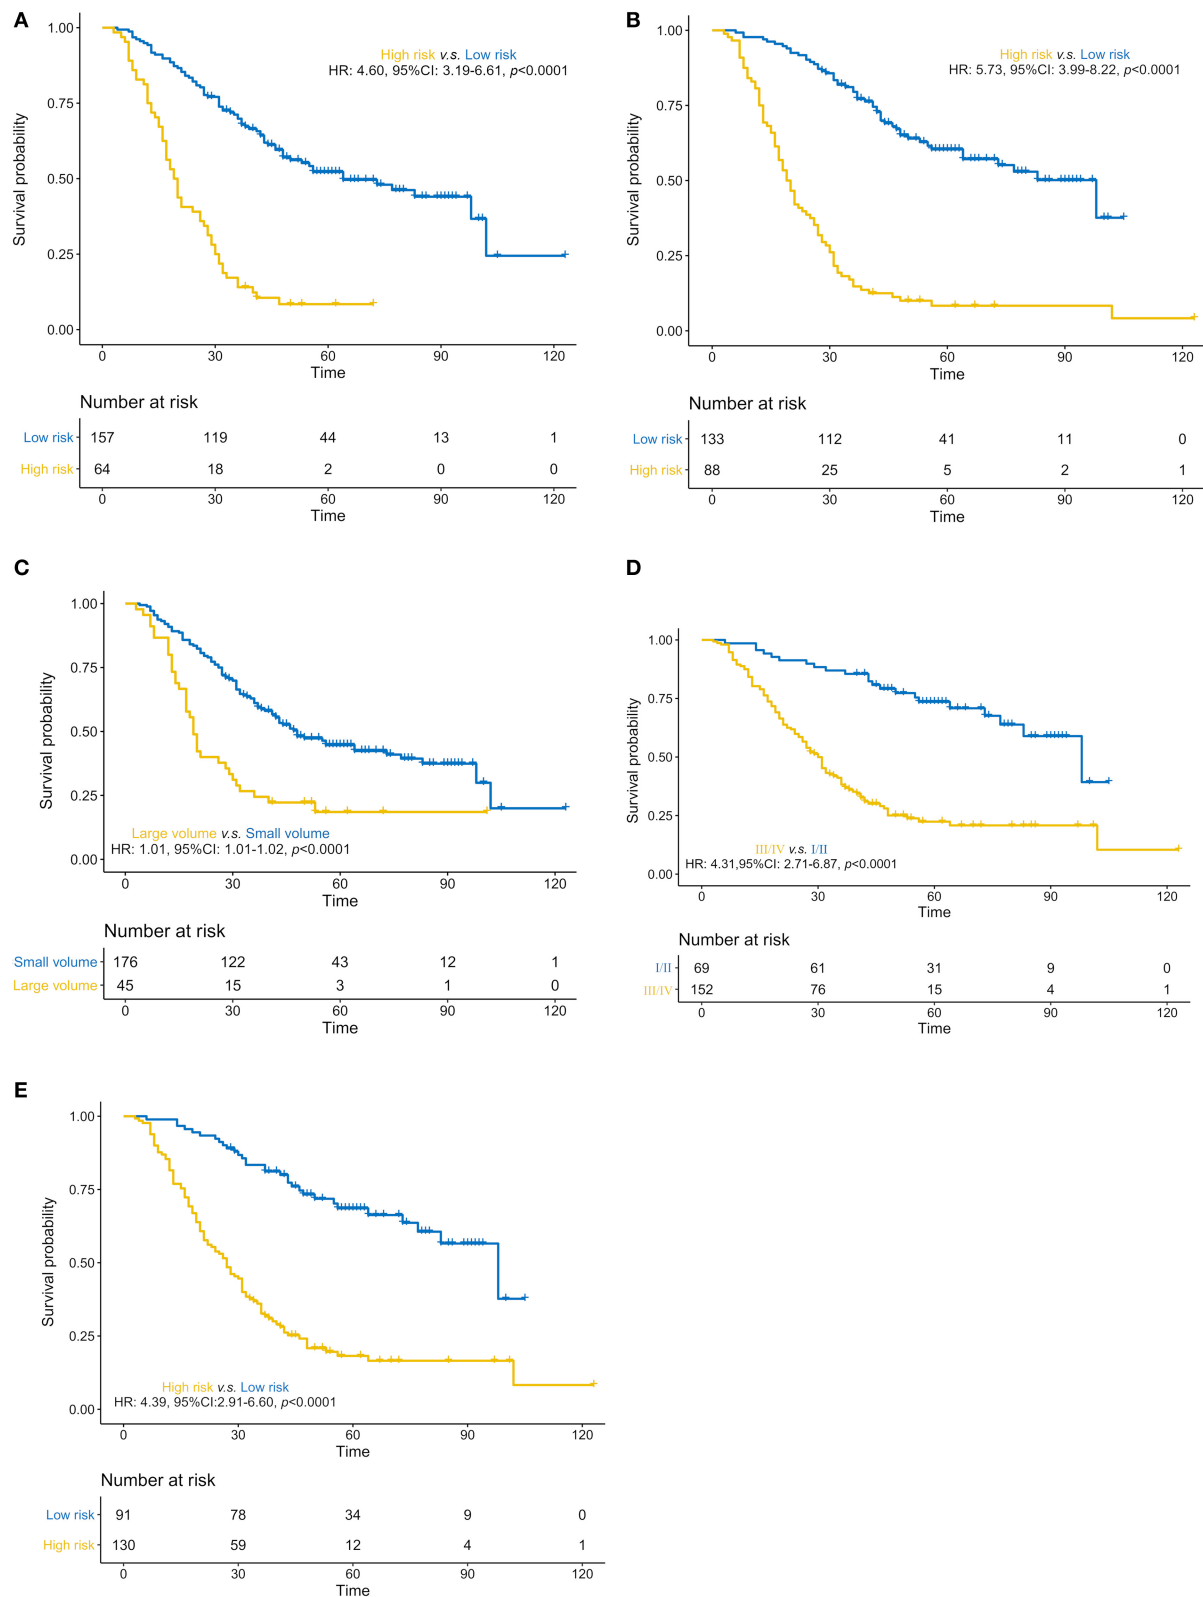 A
1.00
0.75
0.50
0.25
0.00
Survival probability
High risk v.s. Low risk
HR: 4.60, 95%CI: 3.19-6.61, p<0.0001
0 30 60 90 120
Time
Number at risk
Low risk 157 119 44 13 1
High risk 64 18 2 0 0
0 30 60 90 120
Time
B
1.00
0.75
0.50
0.25
0.00
Survival probability
High risk v.s. Low risk
HR: 5.73, 95%CI: 3.99-8.22, p<0.0001
0 30 60 90 120
Time
Number at risk
Low risk 133 112 41 11 0
High risk 88 25 5 2 1
0 30 60 90 120
Time
C
1.00
0.75
0.50
0.25
0.00
Survival probability
Large volume v.s. Small volume
HR: 1.01, 95%CI: 1.01-1.02, p<0.0001
0 30 60 90 120
Time
Number at risk
Small volume 176 122 43 12 1
Large volume 45 15 3 1 0
0 30 60 90 120
Time
D
1.00
0.75
0.50
0.25
0.00
Survival probability
III/IV v.s. I/II
HR: 4.31,95%CI: 2.71-6.87, p<0.0001
0 30 60 90 120
Time
Number at risk
I/II 69 61 31 9 0
III/IV 152 76 15 4 1
0 30 60 90 120
Time
E
1.00
0.75
0.50
0.25
0.00
Survival probability
High risk v.s. Low risk
HR: 4.39, 95%CI:2.91-6.60, p<0.0001
0 30 60 90 120
Time
Number at risk
Low risk 91 78 34 9 0
High risk 130 59 12 4 1
0 30 60 90 120
Time